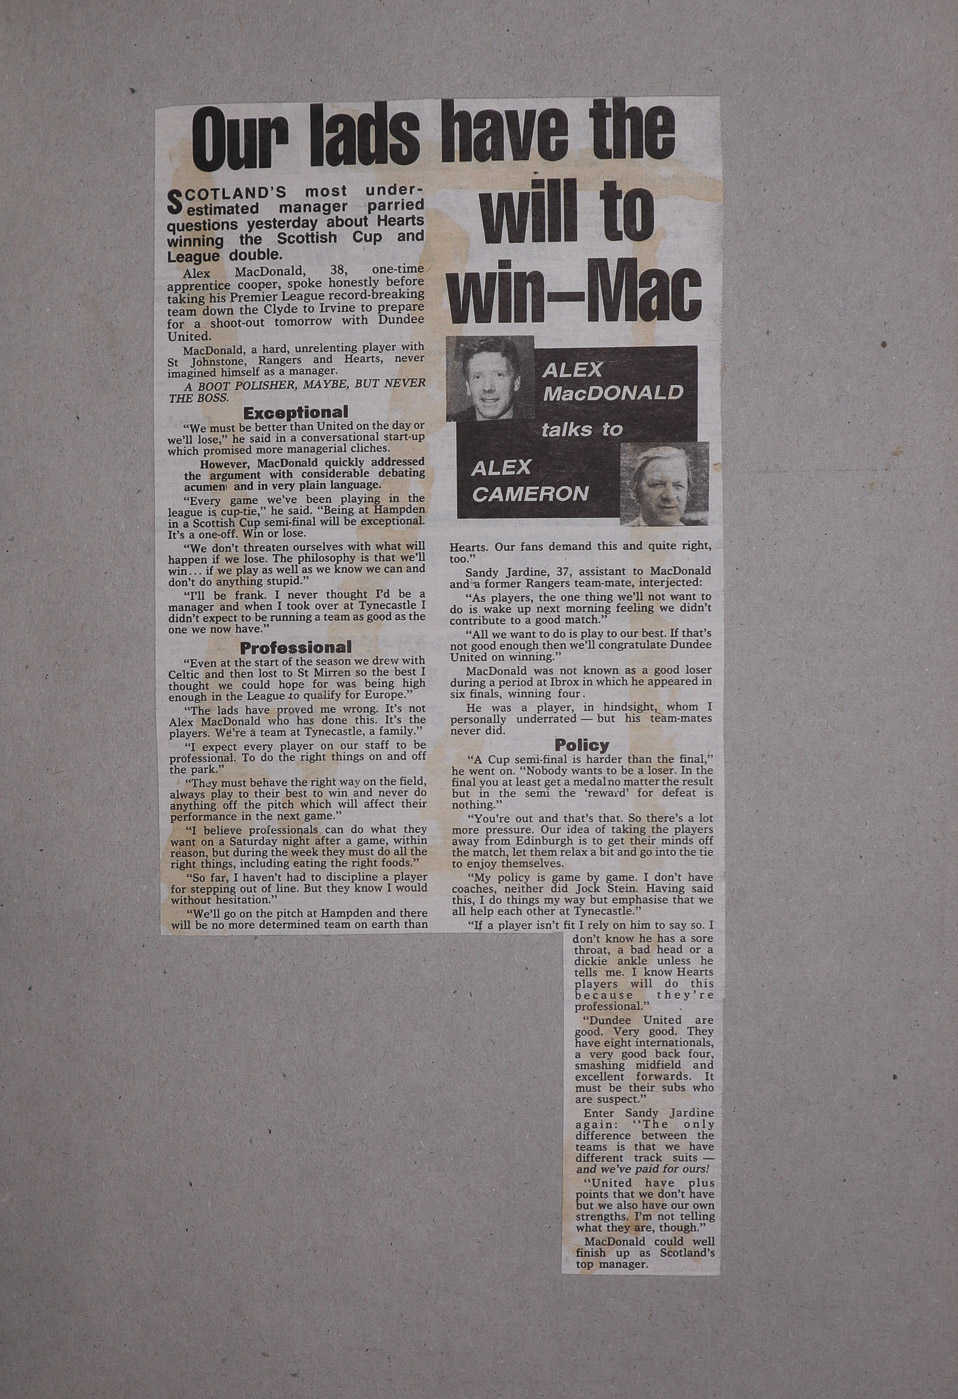 Our lads have the
will to
win—Mac
SCOTLAND'S most under-
estimated manager parried
questions yesterday about Hearts
winning the Scottish Cup and
League double.
Alex MacDonald, 38, one-time
apprentice cooper, spoke honestly before
taking his Premier League record-breaking
team down the Clyde to Irvine to prepare
for a shoot-out tomorrow with Dundee
United.
MacDonald, a hard, unrelenting player with
St Johnstone, Rangers and Hearts, never
imagined himself as a manager.
A BOOT POLISHER, MAYBE, BUT NEVER
THE BOSS.
Exceptional
“We must be better than United on the day or
we'll lose,” he said in a conversational start-up
which promised more managerial cliches.
However, MacDonald quickly addressed
the argument with considerable debating
acumen and in very plain language.
“Every game we've been playing in the
league is cup-tie,” he said. “Being at Hampden
in a Scottish Cup semi-final will be exceptional.
It's a one-off. Win or lose.
“We don't threaten ourselves with what will
happen if we lose. The philosophy is that we'll
win... if we play as well as we know we can and
don't do anything stupid.”
“I'll be frank. I never thought I'd be a
manager and when I took over at Tynecastle I
didn't expect to be running a team as good as the
one we now have.”
Professional
“Even at the start of the season we drew with
Celtic and then lost to St Mirren so the best I
thought we could hope for was being high
enough in the League to qualify for Europe.”
“The lads have proved me wrong. It's not
Alex MacDonald who has done this. It's the
players. We're a team at Tynecastle, a family.”
“I expect every player on our staff to be
professional. To do the right things on and off
the park.”
“They must behave the right way on the field,
always play to their best to win and never do
anything off the pitch which will affect their
performance in the next game.”
“I believe professionals can do what they
want on a Saturday night after a game, within
reason, but during the week they must do all the
right things, including eating the right foods.”
“So far, I haven't had to discipline a player
for stepping out of line. But they know I would
without hesitation.”
“We'll go on the pitch at Hampden and there
will be no more determined team on earth than
ALEX
MacDONALD
talks to
ALEX
CAMERON
Hearts. Our fans demand this and quite right,
too.”
Sandy Jardine, 37, assistant to MacDonald
and a former Rangers team-mate, interjected:
“As players, the one thing we'll not want to
do is wake up next morning feeling we didn't
contribute to a good match.”
“All we want to do is play to our best. If that's
not good enough then we'll congratulate Dundee
United on winning.”
MacDonald was not known as a good loser
during a period at Ibrox in which he appeared in
six finals, winning four.
He was a player, in hindsight, whom I
personally underrated — but his team-mates
never did.
Policy
“A Cup semi-final is harder than the final,”
he went on. “Nobody wants to be a loser. In the
final you at least get a medal no matter the result
but in the semi the ‘reward’ for defeat is
nothing.”
“You're out and that's that. So there's a lot
more pressure. Our idea of taking the players
away from Edinburgh is to get their minds off
the match, let them relax a bit and go into the tie
to enjoy themselves.
“My policy is game by game. I don't have
coaches, neither did Jock Stein. Having said
this, I do things my way but emphasise that we
all help each other at Tynecastle.”
“If a player isn't fit I rely on him to say so. I
don't know he has a sore
throat, a bad head or a
dickie ankle unless he
tells me. I know Hearts
players will do this
because they're
professional.”
“Dundee United are
good. Very good. They
have eight internationals,
a very good back four,
smashing midfield and
excellent forwards. It
must be their subs who
are suspect.”
Enter Sandy Jardine
again: “The only
difference between the
teams is that we have
different track suits —
and we've paid for ours!
“United have plus
points that we don't have
but we also have our own
strengths. I'm not telling
what they are, though.”
MacDonald could well
finish up as Scotland's
top manager.